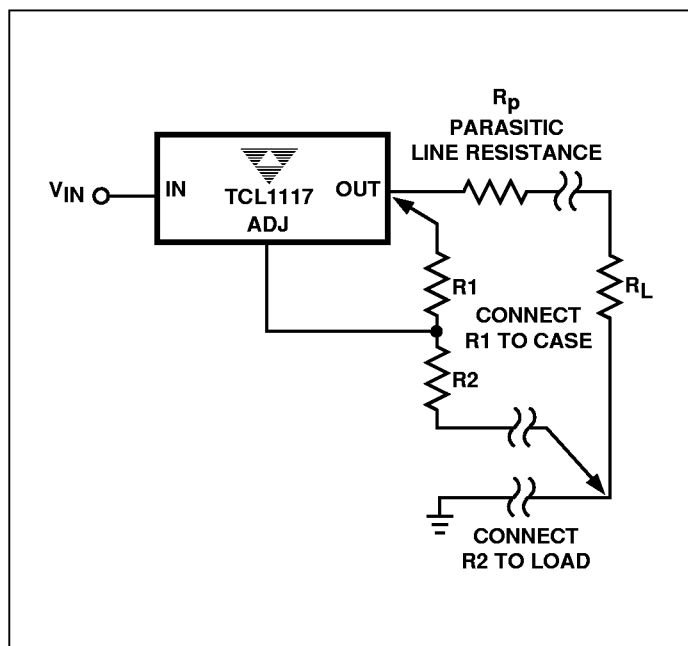 Rp
PARASITIC
LINE RESISTANCE
VIN
IN
TCL1117
OUT
ADJ
R1
RL
CONNECT
R1 TO CASE
R2
CONNECT
R2 TO LOAD